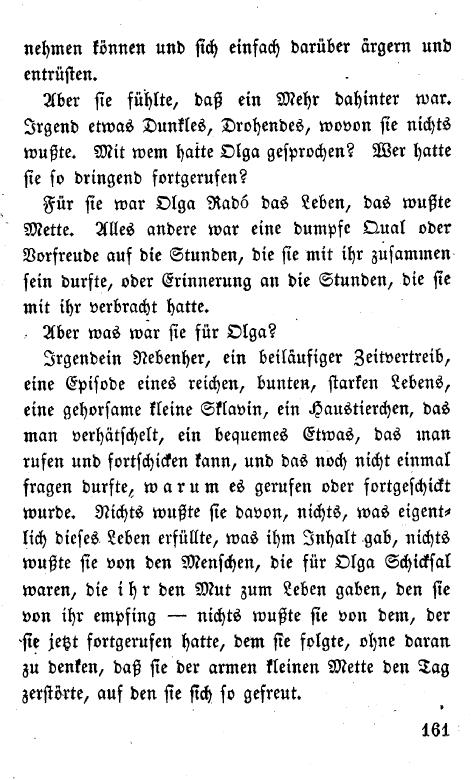 nehmen können und sich einfach darüber ärgern und
entrüsten.
Aber sie fühlte, daß ein Mehr dahinter war.
Irgend etwas Dunkles, Drohendes, wovon sie nichts
wußte. Mit wem hatte Olga gesprochen? Wer hatte
sie so dringend fortgerufen?
Für sie war Olga Radó das Leben, das wußte
Mette. Alles andere war eine dumpfe Qual oder
Vorfreude auf die Stunden, die sie mit ihr zusammen
sein durfte, oder Erinnerung an die Stunden, die sie
mit ihr verbracht hatte.
Aber was war sie für Olga?
Irgendein Nebenher, ein beiläufiger Zeitvertreib,
eine Episode eines reichen, bunten, starken Lebens,
eine gehorsame kleine Sklavin, ein Haustierchen, das
man verhätschelt, ein bequemes Etwas, das man
rufen und fortschicken kann, und das noch nicht einmal
fragen durfte, warum es gerufen oder fortgeschickt
wurde. Nichts wußte sie davon, nichts, was eigent-
lich dieses Leben erfüllte, was ihm Inhalt gab, nichts
wußte sie von den Menschen, die für Olga Schicksal
waren, die ihr den Mut zum Leben gaben, den sie
von ihr empfing — nichts wußte sie von dem, der
sie jetzt fortgerufen hatte, dem sie folgte, ohne daran
zu denken, daß sie der armen kleinen Mette den Tag
zerstörte, auf den sie sich so gefreut.
161